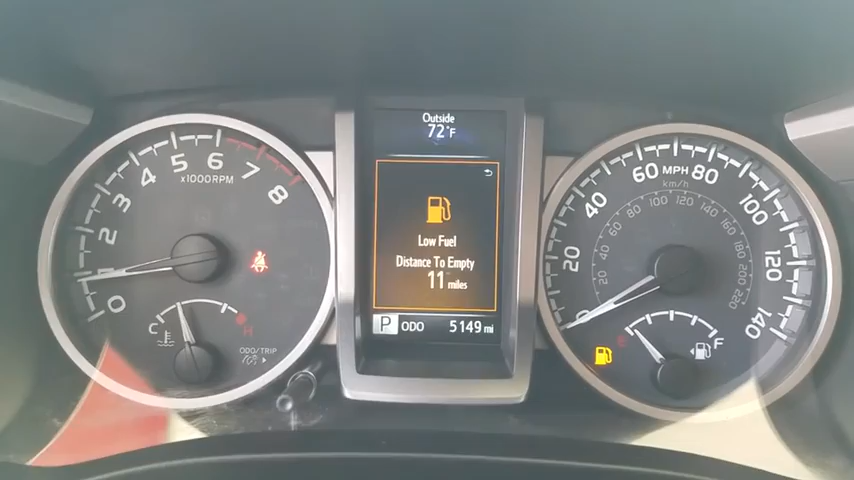 0 1 2 3 4 5 6 7 8
x1000RPM
C H
ODO/TRIP
Outside
72°F
Low Fuel
Distance To Empty
11 miles
P ODO 5149 mi
0 20 40 60 MPH 80 100 120 140
km/h
20 40 60 80 100 120 140 160 180 200 220
E F